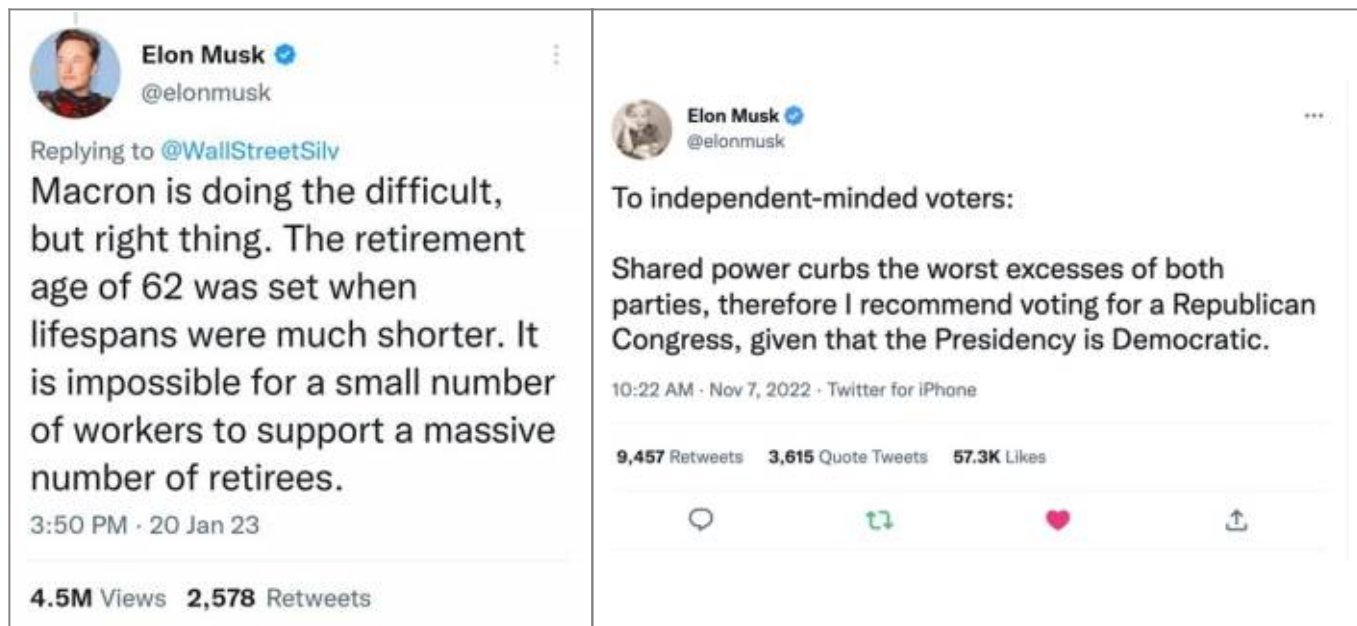 Elon Musk
@elonmusk
Replying to @WallStreetSilv
Macron is doing the difficult,
but right thing. The retirement
age of 62 was set when
lifespans were much shorter. It
is impossible for a small number
of workers to support a massive
number of retirees.
3:50 PM · 20 Jan 23
4.5M Views 2,578 Retweets
Elon Musk
@elonmusk
To independent-minded voters:
Shared power curbs the worst excesses of both
parties, therefore I recommend voting for a Republican
Congress, given that the Presidency is Democratic.
10:22 AM · Nov 7, 2022 · Twitter for iPhone
9,457 Retweets 3,615 Quote Tweets 57.3K Likes